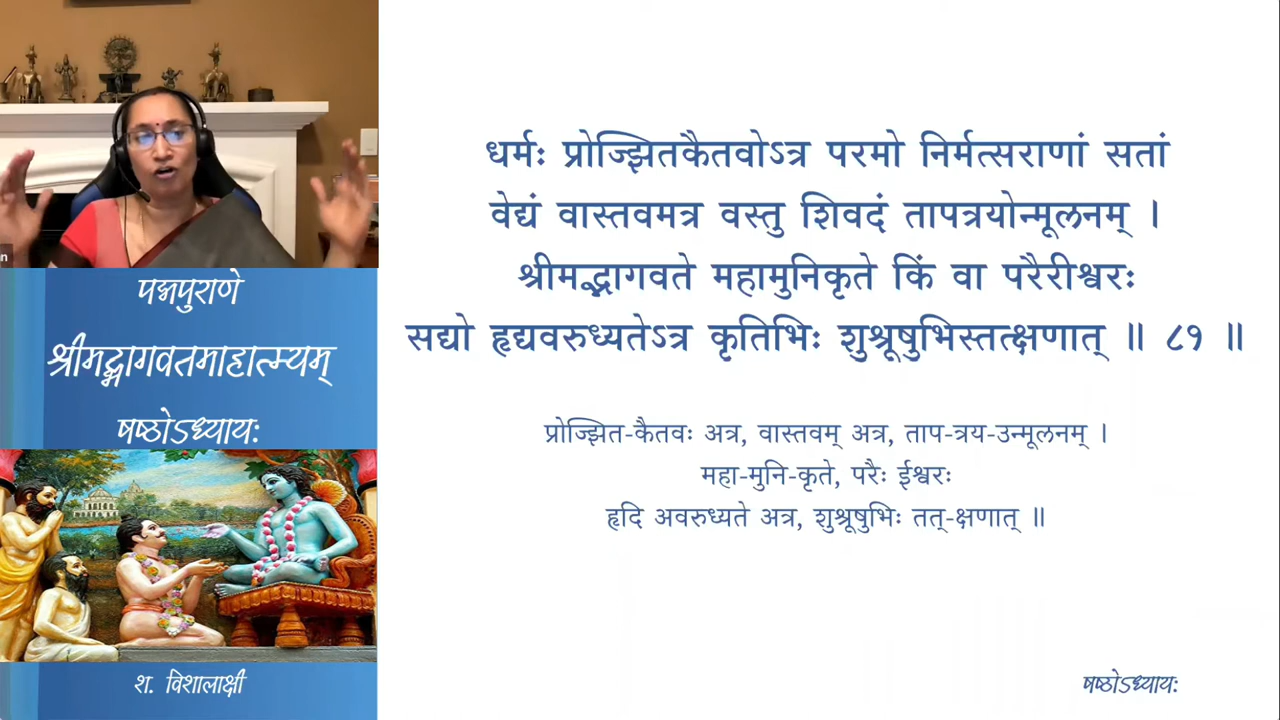 धर्मः प्रोज्झितकैतवोऽत्र परमो निर्मत्सराणां सतां
वेद्यं वास्तवमत्र वस्तु शिवदं तापत्रयोन्मूलनम् ।
श्रीमद्भागवते महामुनिकृते किं वा परैरीश्वरः
सद्यो हृद्यवरुध्यतेऽत्र कृतिभिः शुश्रूषुभिस्तत्क्षणात् ॥ ८१ ॥
प्रोज्झित-कैतवः अत्र, वास्तवम् अत्र, ताप-त्रय-उन्मूलनम् ।
महा-मुनि-कृते, परैः ईश्वरः
हृदि अवरुध्यते अत्र, शुश्रूषुभिः तत्-क्षणात् ॥
n
पद्मपुराणे
श्रीमद्भागवतमाहात्म्यम्
षष्ठोऽध्यायः
श. विशालाक्षी
षष्ठोऽध्यायः